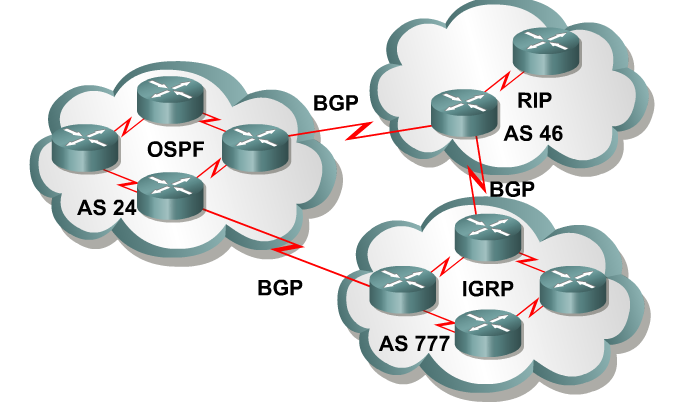 BGP
RIP
AS 46
OSPF
AS 24
BGP
BGP
IGRP
AS 777